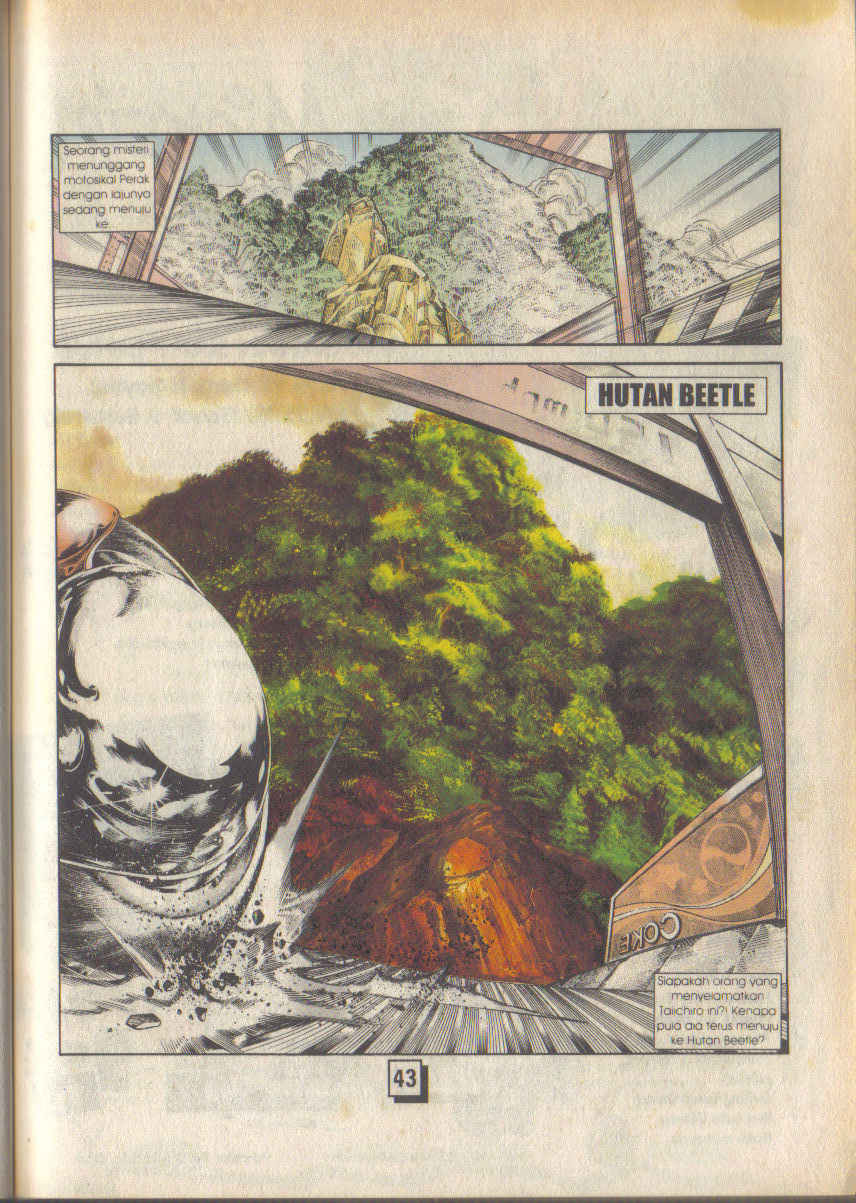 Seorang misteri
menunggang
motosikal Perak
dengan lajunya
sedang menuju
ke
HUTAN BEETLE
COKE
Siapakah orang yang
menyelamatkan
Taiichiro ini?! Kenapa
pula dia terus menuju
ke Hutan Beetle?
43